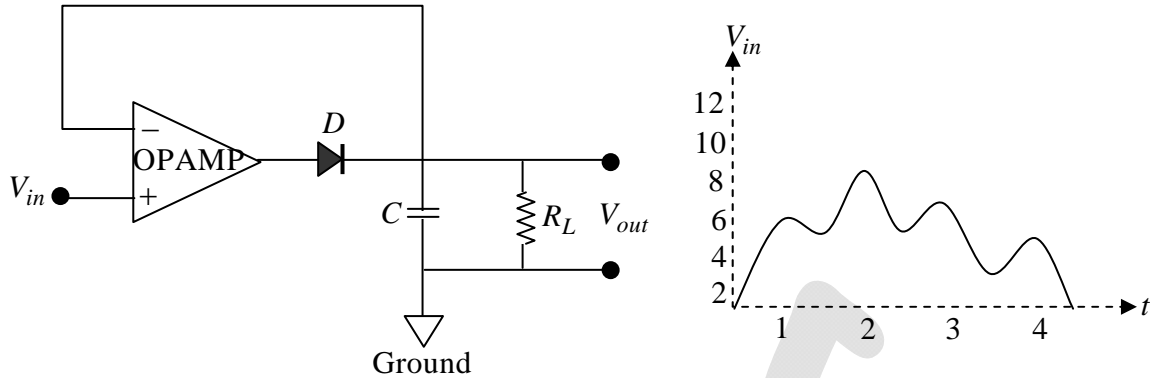 −
OPAMP
+
V_in
D
C
R_L
V_out
Ground
V_in
12
10
8
6
4
2
1 2 3 4
t